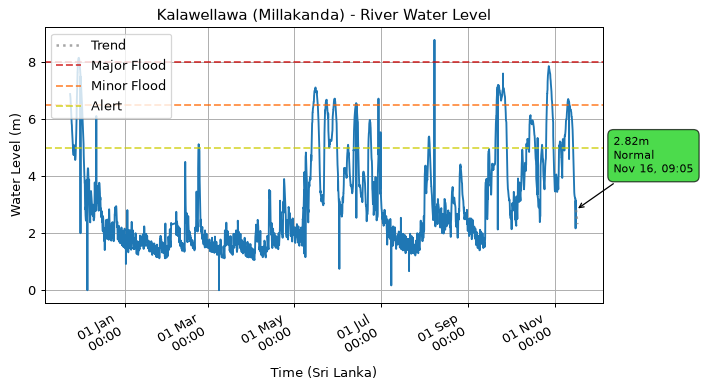 Kalawellawa (Millakanda) - River Water Level
Trend
Major Flood
Minor Flood
Alert
8
6
4
2
0
Water Level (m)
2.82m
Normal
Nov 16, 09:05
01 Jan
00:00
01 Mar
00:00
01 May
00:00
01 Jul
00:00
01 Sep
00:00
01 Nov
00:00
Time (Sri Lanka)